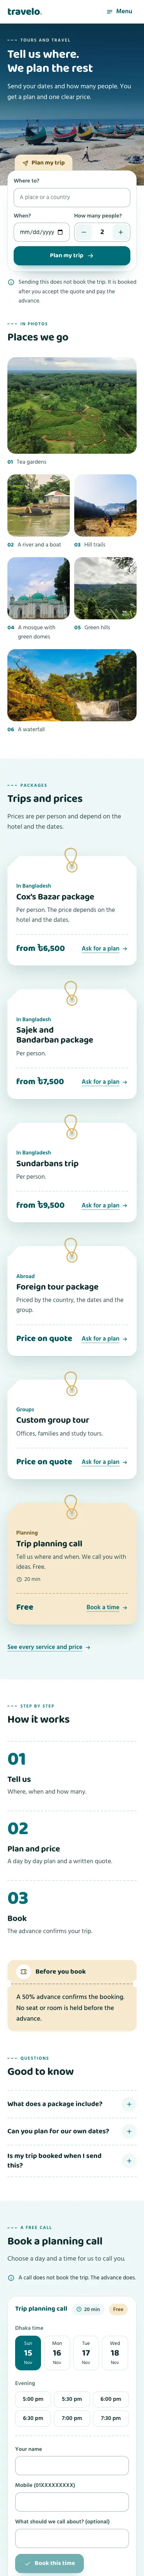 travelo.
Menu
TOURS AND TRAVEL
Tell us where.
We plan the rest
Send your dates and how many people. You
get a plan and one clear price.
Plan my trip
Where to?
A place or a country
When?
How many people?
mm/dd/yyyy
2
Plan my trip
Sending this does not book the trip. It is booked
after you accept the quote and pay the
advance.
IN PHOTOS
Places we go
01 Tea gardens
02 A river and a boat
03 Hill trails
04 A mosque with
green domes
05 Green hills
06 A waterfall
PACKAGES
Trips and prices
Prices are per person and depend on the
hotel and the dates.
In Bangladesh
Cox's Bazar package
Per person. The price depends on the
hotel and the dates.
from ৳6,500
Ask for a plan
In Bangladesh
Sajek and
Bandarban package
Per person.
from ৳7,500
Ask for a plan
In Bangladesh
Sundarbans trip
Per person.
from ৳9,500
Ask for a plan
Abroad
Foreign tour package
Priced by the country, the dates and the
group.
Price on quote
Ask for a plan
Groups
Custom group tour
Offices, families and study tours.
Price on quote
Ask for a plan
Planning
Trip planning call
Tell us where and when. We call you with
ideas. Free.
20 min
Free
Book a time
See every service and price
STEP BY STEP
How it works
01
Tell us
Where, when and how many.
02
Plan and price
A day by day plan and a written quote.
03
Book
The advance confirms your trip.
Before you book
A 50% advance confirms the booking.
No seat or room is held before the
advance.
QUESTIONS
Good to know
What does a package include?
Can you plan for our own dates?
Is my trip booked when I send
this?
A FREE CALL
Book a planning call
Choose a day and a time for us to call you.
A call does not book the trip. The advance does.
Trip planning call
20 min
Free
Dhaka time
Sun
15
Nov
Mon
16
Nov
Tue
17
Nov
Wed
18
Nov
Evening
5:00 pm
5:30 pm
6:00 pm
6:30 pm
7:00 pm
7:30 pm
Your name
Mobile (01XXXXXXXXX)
What should we call about? (optional)
Book this time